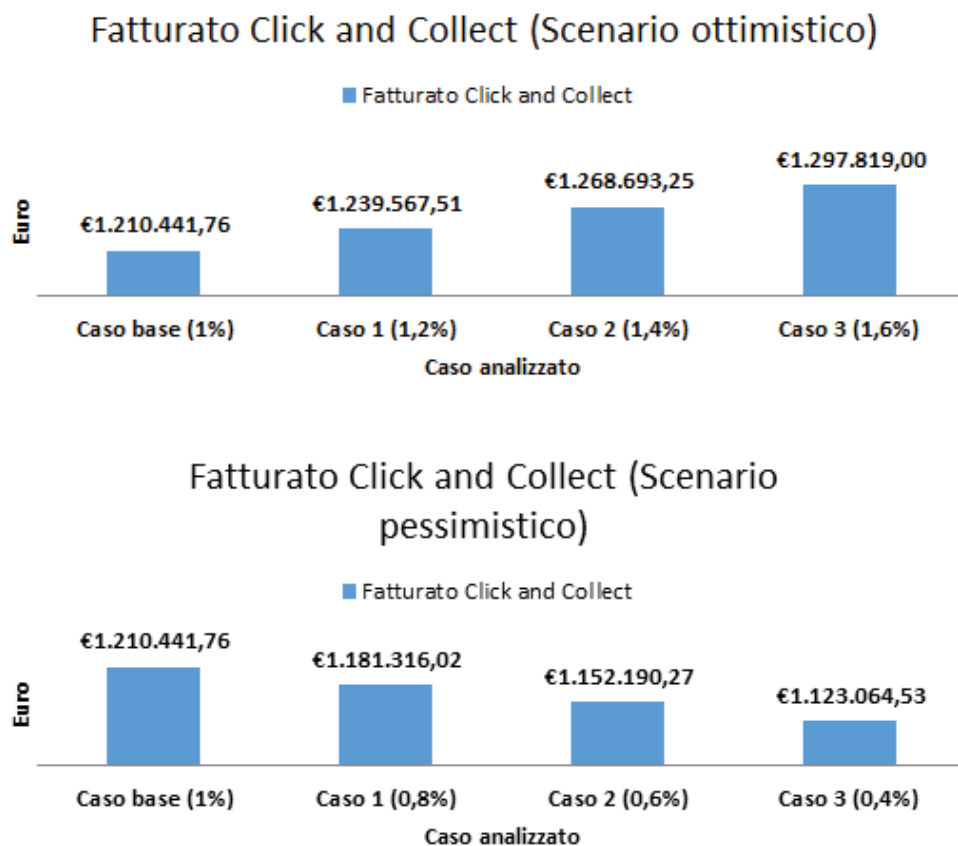 Fatturato Click and Collect (Scenario ottimistico)
Fatturato Click and Collect
€1.297.819,00
€1.268.693,25
€1.239.567,51
€1.210.441,76
Euro
Caso base (1%) Caso 1 (1,2%) Caso 2 (1,4%) Caso 3 (1,6%)
Caso analizzato
Fatturato Click and Collect (Scenario
pessimistico)
Fatturato Click and Collect
€1.210.441,76
€1.181.316,02
€1.152.190,27
€1.123.064,53
Euro
Caso base (1%) Caso 1 (0,8%) Caso 2 (0,6%) Caso 3 (0,4%)
Caso analizzato